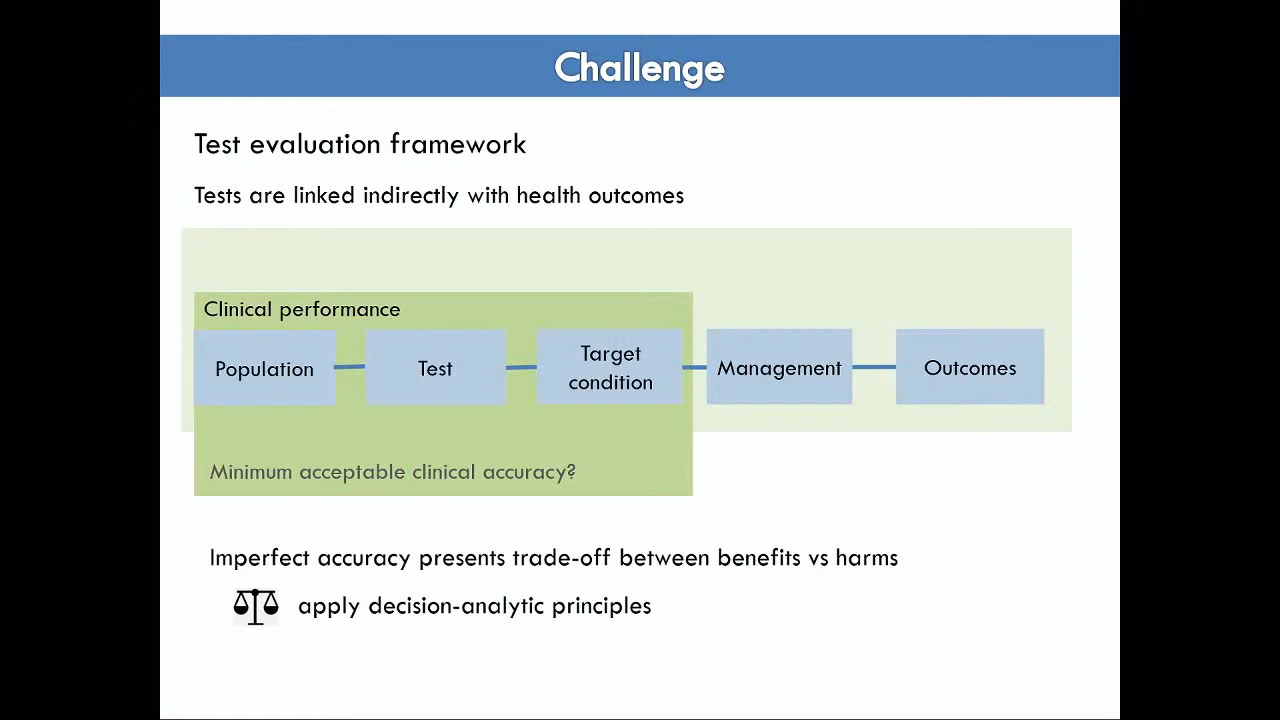 Challenge
Test evaluation framework
Tests are linked indirectly with health outcomes
Clinical performance
Population
Test
Target
condition
Management
Outcomes
Minimum acceptable clinical accuracy?
Imperfect accuracy presents trade-off between benefits vs harms
apply decision-analytic principles